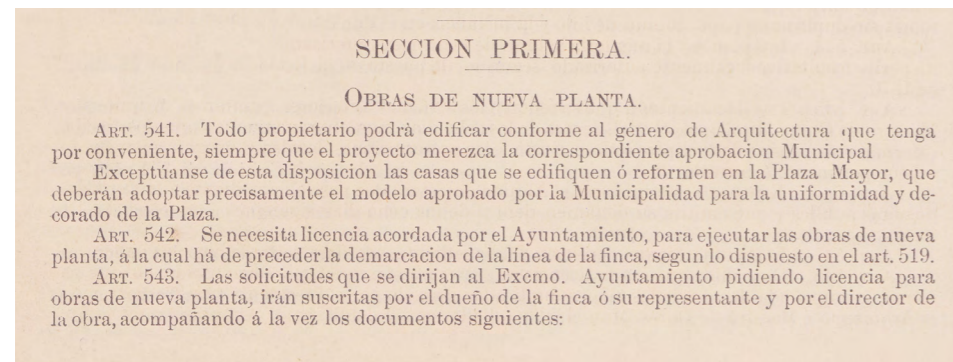 SECCION PRIMERA.
OBRAS DE NUEVA PLANTA.
ART. 541. Todo propietario podrà edificar conforme al género de Arquitectura que tenga
por conveniente, siempre que el proyecto merezca la correspondiente aprobacion Municipal
Exceptúanse de esta disposicion las casas que se edifiquen ó reformen en la Plaza Mayor, que
deberán adoptar precisamente el modelo aprobado por la Municipalidad para la uniformidad y de-
corado de la Plaza.
ART. 542. Se necesita licencia acordada por el Ayuntamiento, para ejecutar las obras de nueva
planta, á la cual há de preceder la demarcacion de la línea de la finca, segun lo dispuesto en el art. 519.
ART. 543. Las solicitudes que se dirijan al Excmo. Ayuntamiento pidiendo licencia para
obras de nueva planta, irán suscritas por el dueño de la finca ó su representante y por el director de
la obra, acompañando á la vez los documentos siguientes: